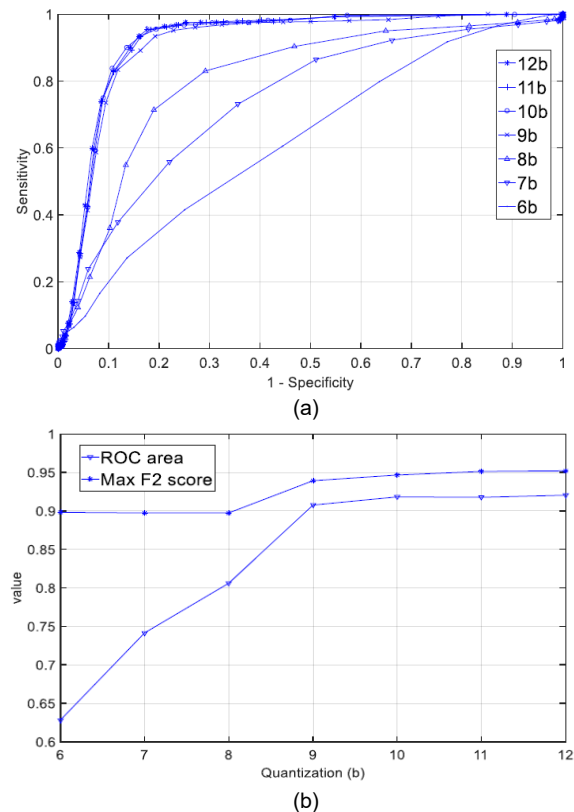 1
0.8
0.6
0.4
0.2
0
Sensitivity
12b
11b
10b
9b
8b
7b
6b
0 0.1 0.2 0.3 0.4 0.5 0.6 0.7 0.8 0.9 1
1 - Specificity
(a)
1
0.95
0.9
0.85
0.8
0.75
0.7
0.65
0.6
value
ROC area
Max F2 score
6 7 8 9 10 11 12
Quantization (b)
(b)